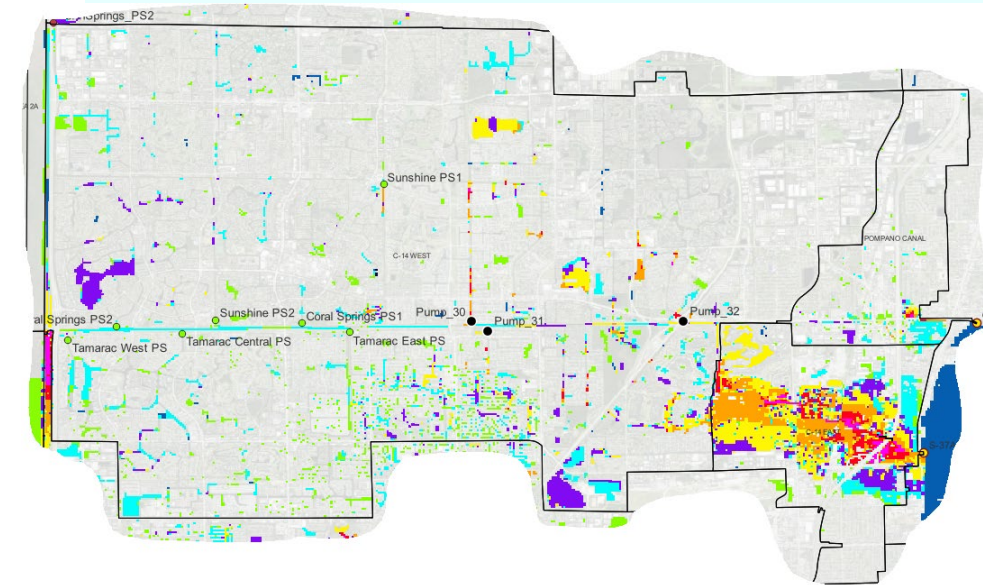 Springs_PS2
Sunshine PS1
C-14 WEST
POMPANO CANAL
Sunshine PS2
Coral Springs PS1
Pump_30
Pump_31
Pump_32
al Springs PS2
Tamarac West PS
Tamarac Central PS
Tamarac East PS